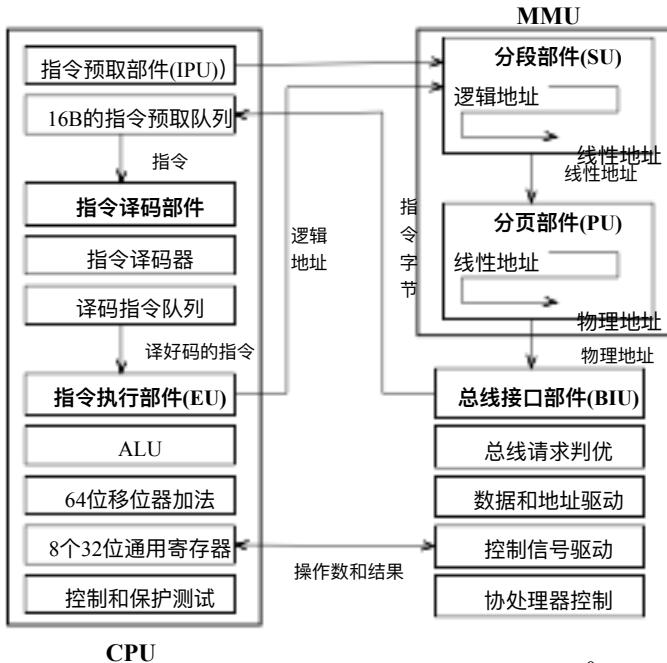 MMU
指令预取部件(IPU))
16B的指令预取队列
指令
指令译码部件
指令译码器
译码指令队列
译好码的指令
指令执行部件(EU)
ALU
64位移位器加法
8个32位通用寄存器
控制和保护测试
CPU
逻辑
地址
指令字节
操作数和结果
分段部件(SU)
逻辑地址
线性地址
线性地址
分页部件(PU)
线性地址
物理地址
物理地址
总线接口部件(BIU)
总线请求判优
数据和地址驱动
控制信号驱动
协处理器控制